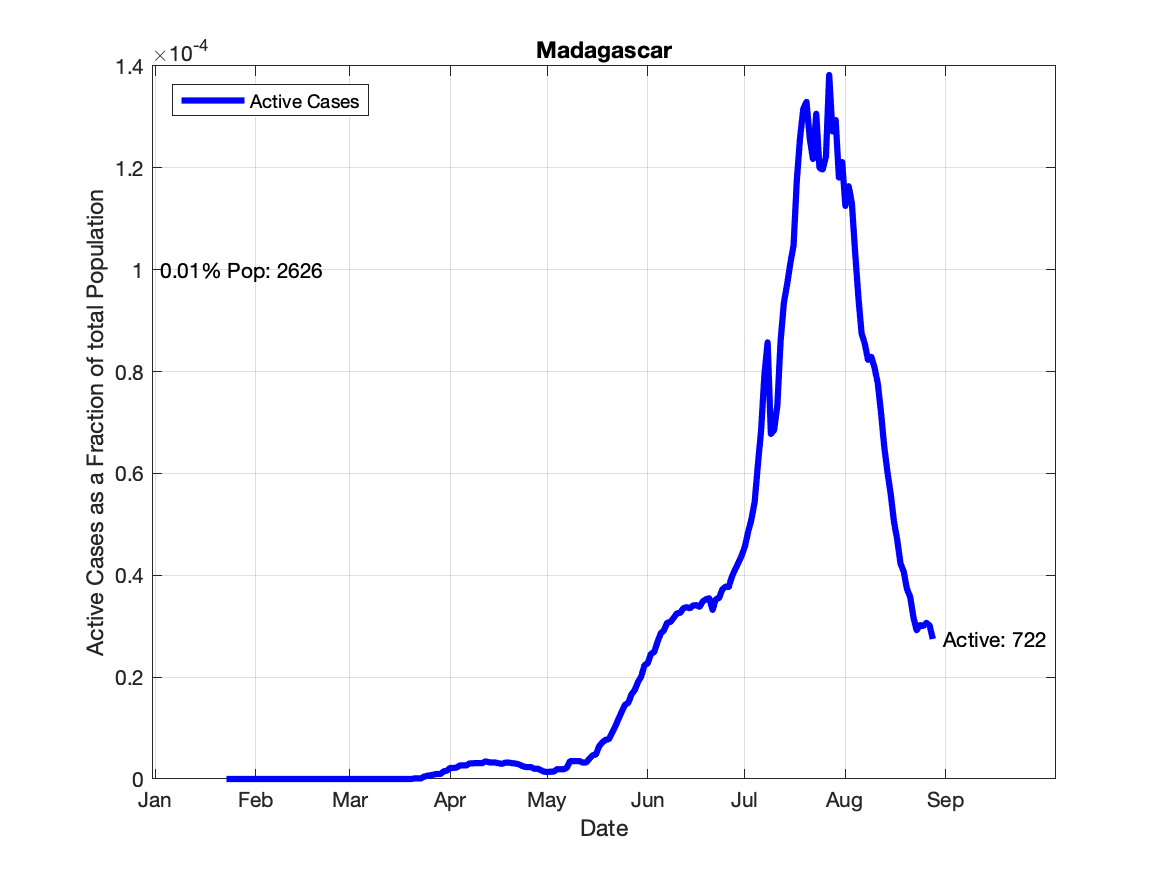 Madagascar
×10-4
1.4
1.2
1
0.8
0.6
0.4
0.2
0
Active Cases
0.01% Pop: 2626
Active: 722
Active Cases as a Fraction of total Population
Jan Feb Mar Apr May Jun Jul Aug Sep
Date